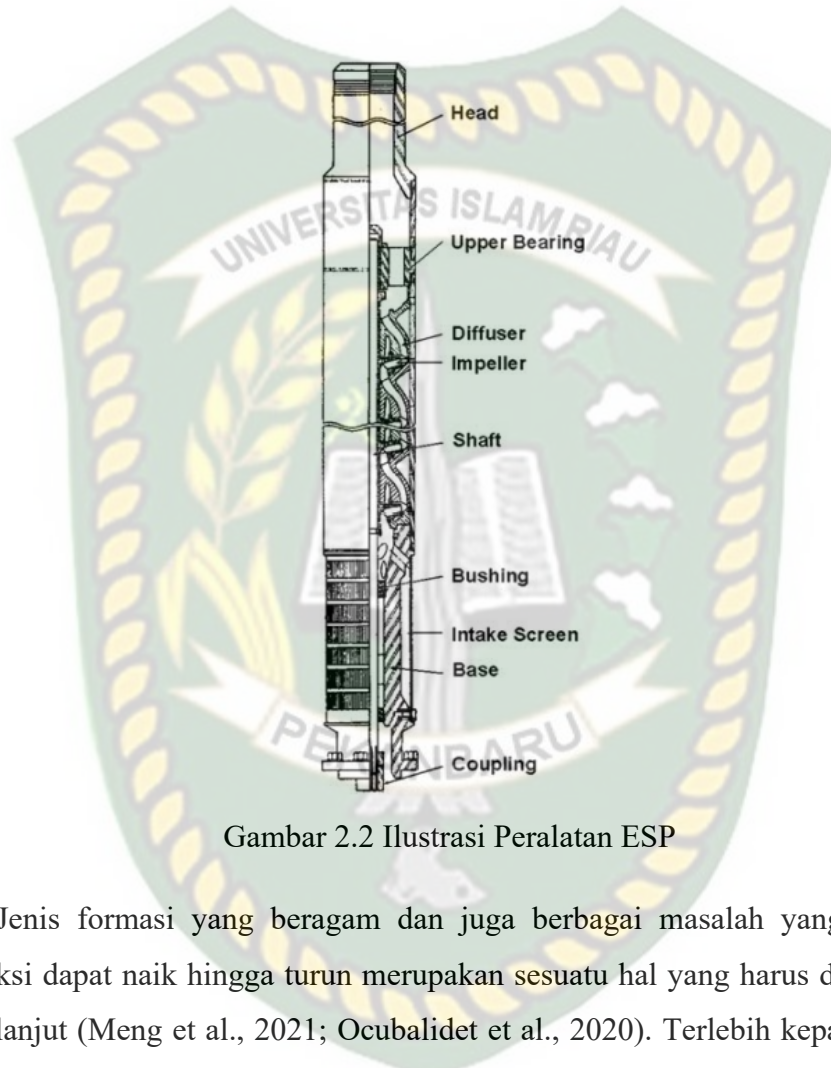 Head
UNIVERSITAS ISLAM RIAU
Upper Bearing
Diffuser
Impeller
Shaft
Bushing
Intake Screen
Base
PEKANBARU
Coupling
Gambar 2.2 Ilustrasi Peralatan ESP
Jenis formasi yang beragam dan juga berbagai masalah yang
ksi dapat naik hingga turun merupakan sesuatu hal yang harus d
lanjut (Meng et al., 2021; Ocubalidet et al., 2020). Terlebih kepa